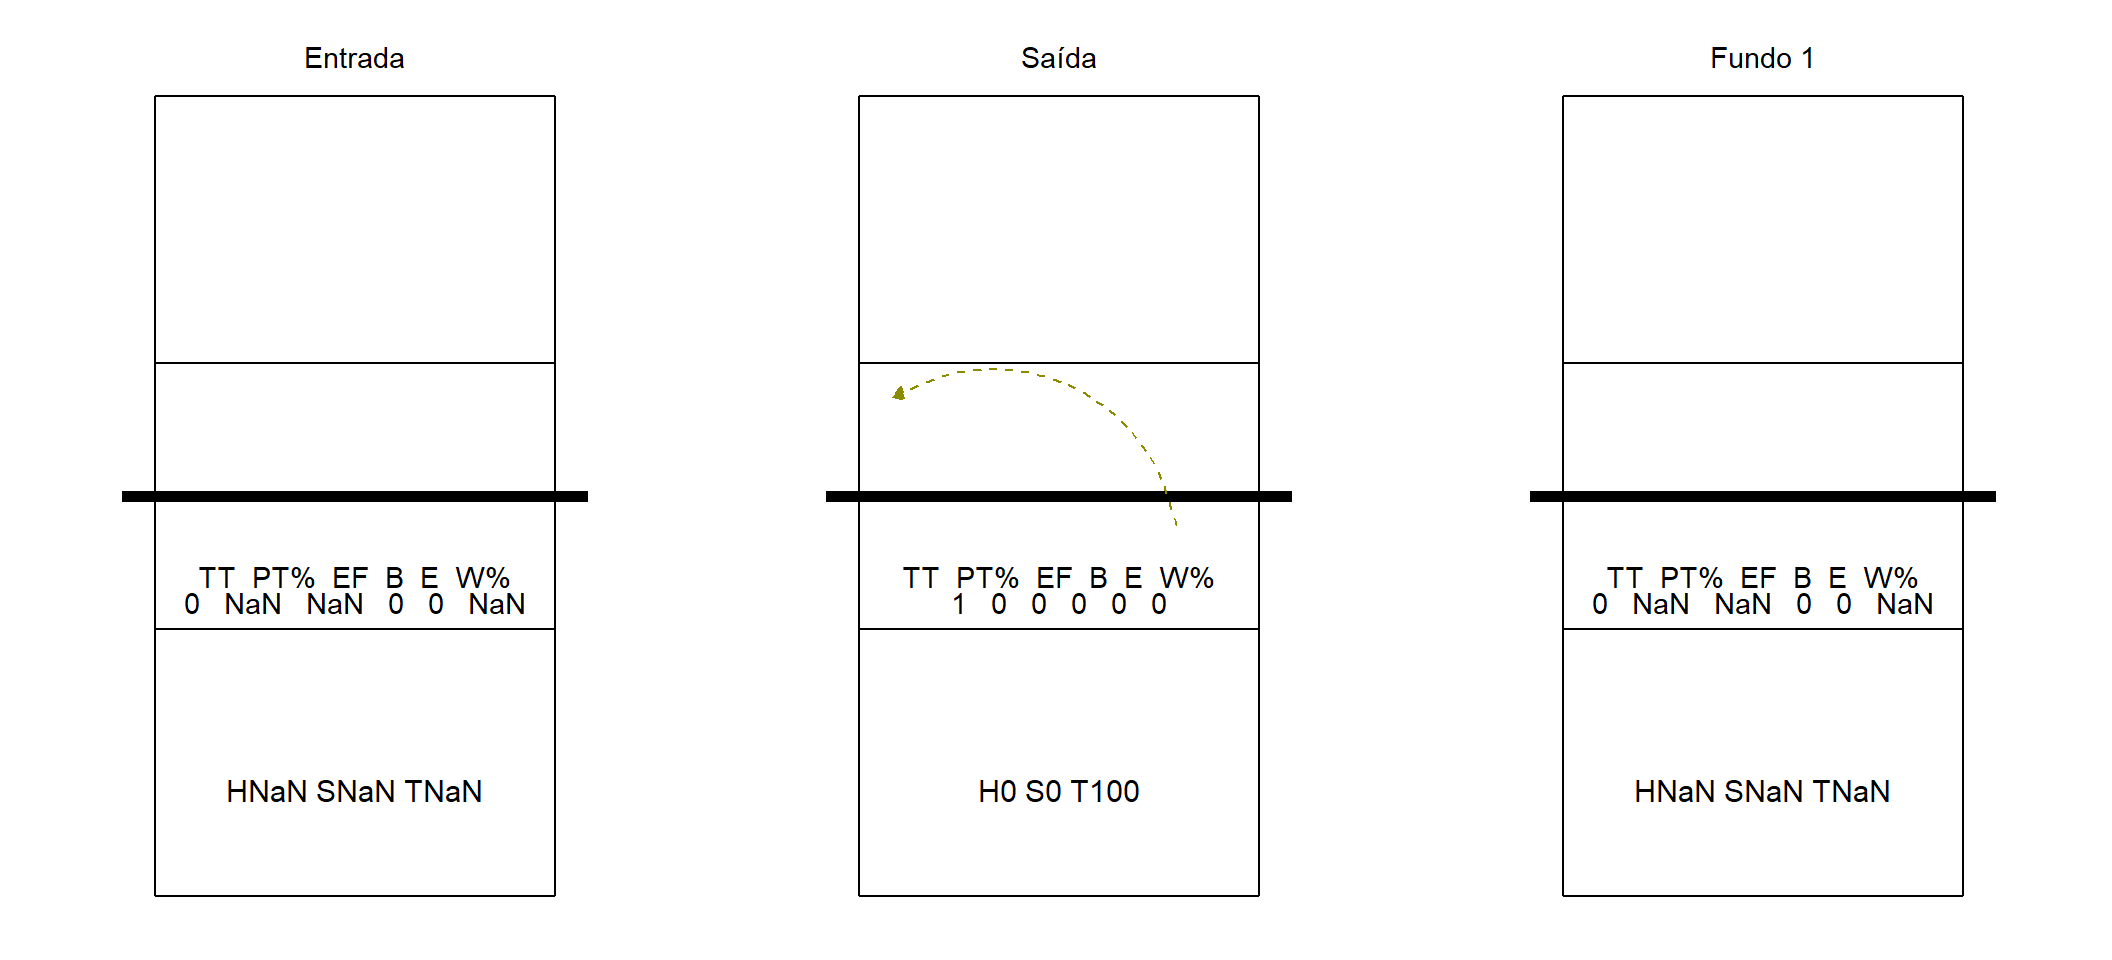 Entrada
TT PT% EF B E W%
0 NaN NaN 0 0 NaN
HNaN SNaN TNaN
Saída
TT PT% EF B E W%
1 0 0 0 0 0
H0 S0 T100
Fundo 1
TT PT% EF B E W%
0 NaN NaN 0 0 NaN
HNaN SNaN TNaN